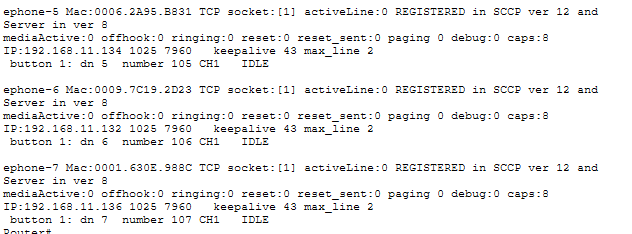 ephone-5 Mac:0006.2A95.B831 TCP socket:[1] activeLine:0 REGISTERED in SCCP ver 12 and
Server in ver 8
mediaActive:0 offhook:0 ringing:0 reset:0 reset_sent:0 paging 0 debug:0 caps:8
IP:192.168.11.134 1025 7960   keepalive 43 max_line 2
 button 1: dn 5  number 105 CH1   IDLE
ephone-6 Mac:0009.7C19.2D23 TCP socket:[1] activeLine:0 REGISTERED in SCCP ver 12 and
Server in ver 8
mediaActive:0 offhook:0 ringing:0 reset:0 reset_sent:0 paging 0 debug:0 caps:8
IP:192.168.11.132 1025 7960   keepalive 43 max_line 2
 button 1: dn 6  number 106 CH1   IDLE
ephone-7 Mac:0001.630E.988C TCP socket:[1] activeLine:0 REGISTERED in SCCP ver 12 and
Server in ver 8
mediaActive:0 offhook:0 ringing:0 reset:0 reset_sent:0 paging 0 debug:0 caps:8
IP:192.168.11.136 1025 7960   keepalive 43 max_line 2
 button 1: dn 7  number 107 CH1   IDLE
Router#